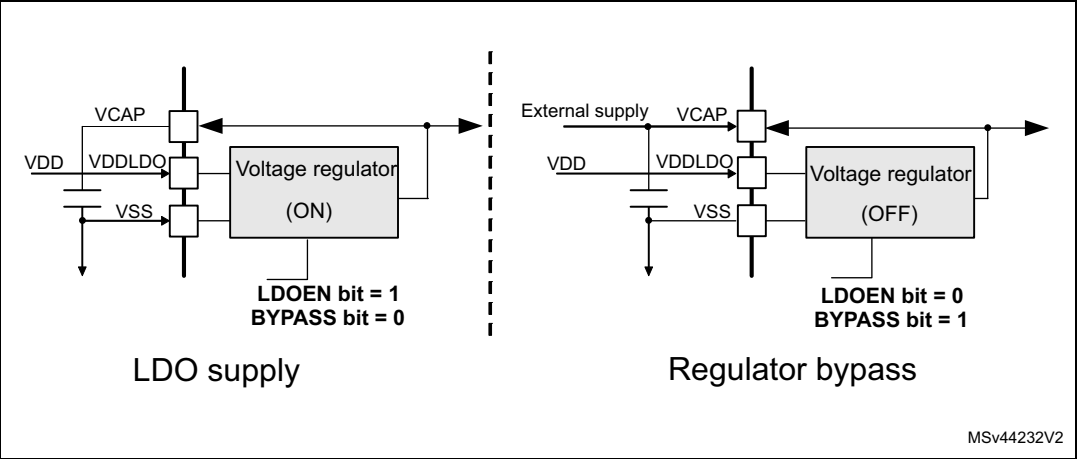 VCAP
VDD
VDDLDO
Voltage regulator
(ON)
VSS
LDOEN bit = 1
BYPASS bit = 0
LDO supply
External supply
VCAP
VDD
VDDLDO
Voltage regulator
(OFF)
VSS
LDOEN bit = 0
BYPASS bit = 1
Regulator bypass
MSv44232V2